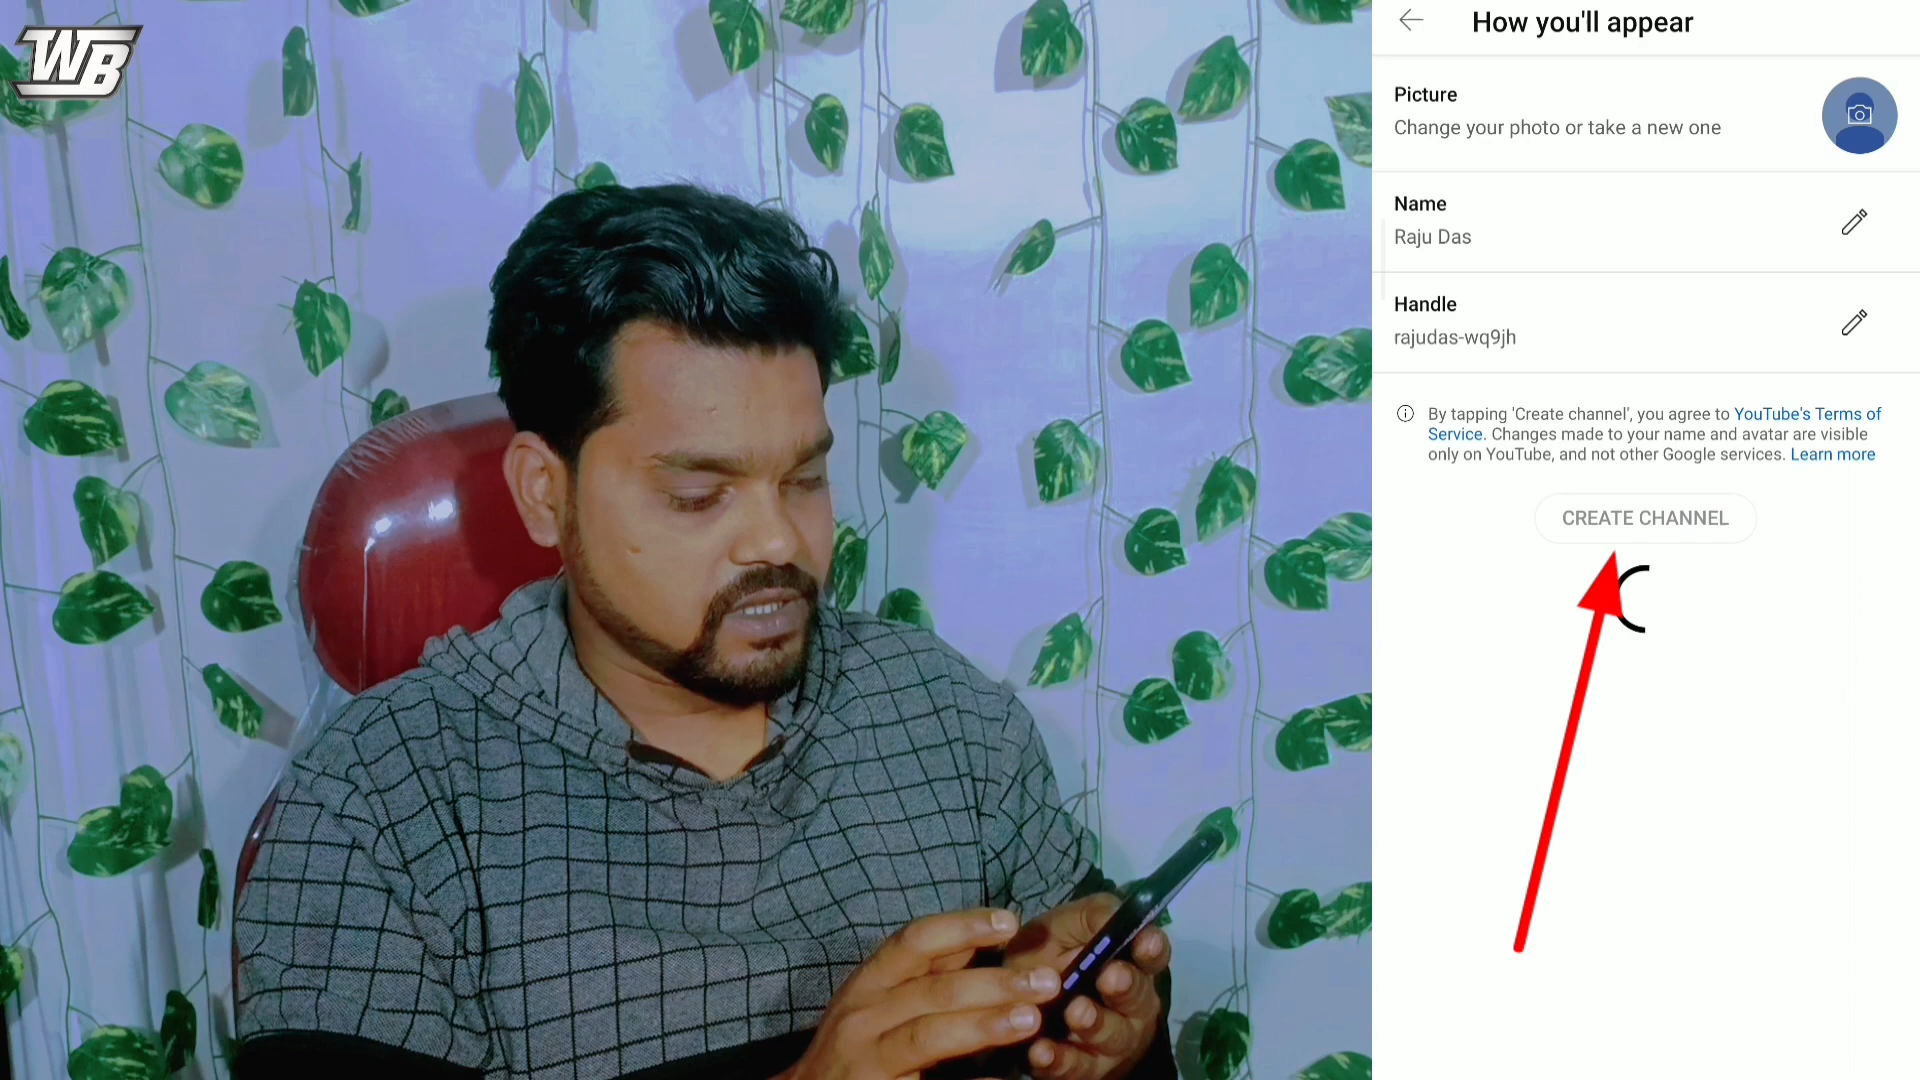 WB
How you'll appear
Picture
Change your photo or take a new one
Name
Raju Das
Handle
rajudas-wq9jh
By tapping 'Create channel', you agree to YouTube's Terms of
Service. Changes made to your name and avatar are visible
only on YouTube, and not other Google services. Learn more
CREATE CHANNEL